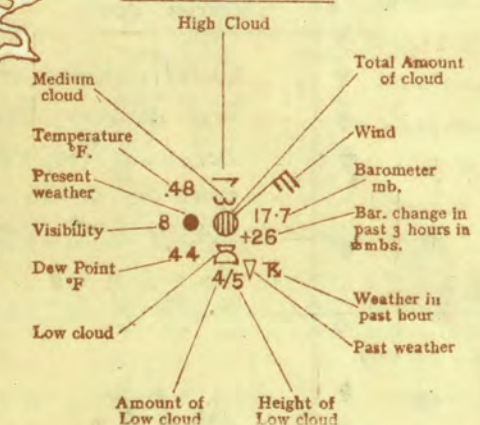 High Cloud
Medium
cloud
Total Amount
of cloud
Temperature
°F.
Wind
Present
weather
48
Barometer
mb.
Visibility
8
17.7
+26
Bar. change in
past 3 hours in
mbs.
Dew Point
°F
44
4/5
Weather in
past hour
Low cloud
Past weather
Amount of
Low cloud
Height of
Low cloud